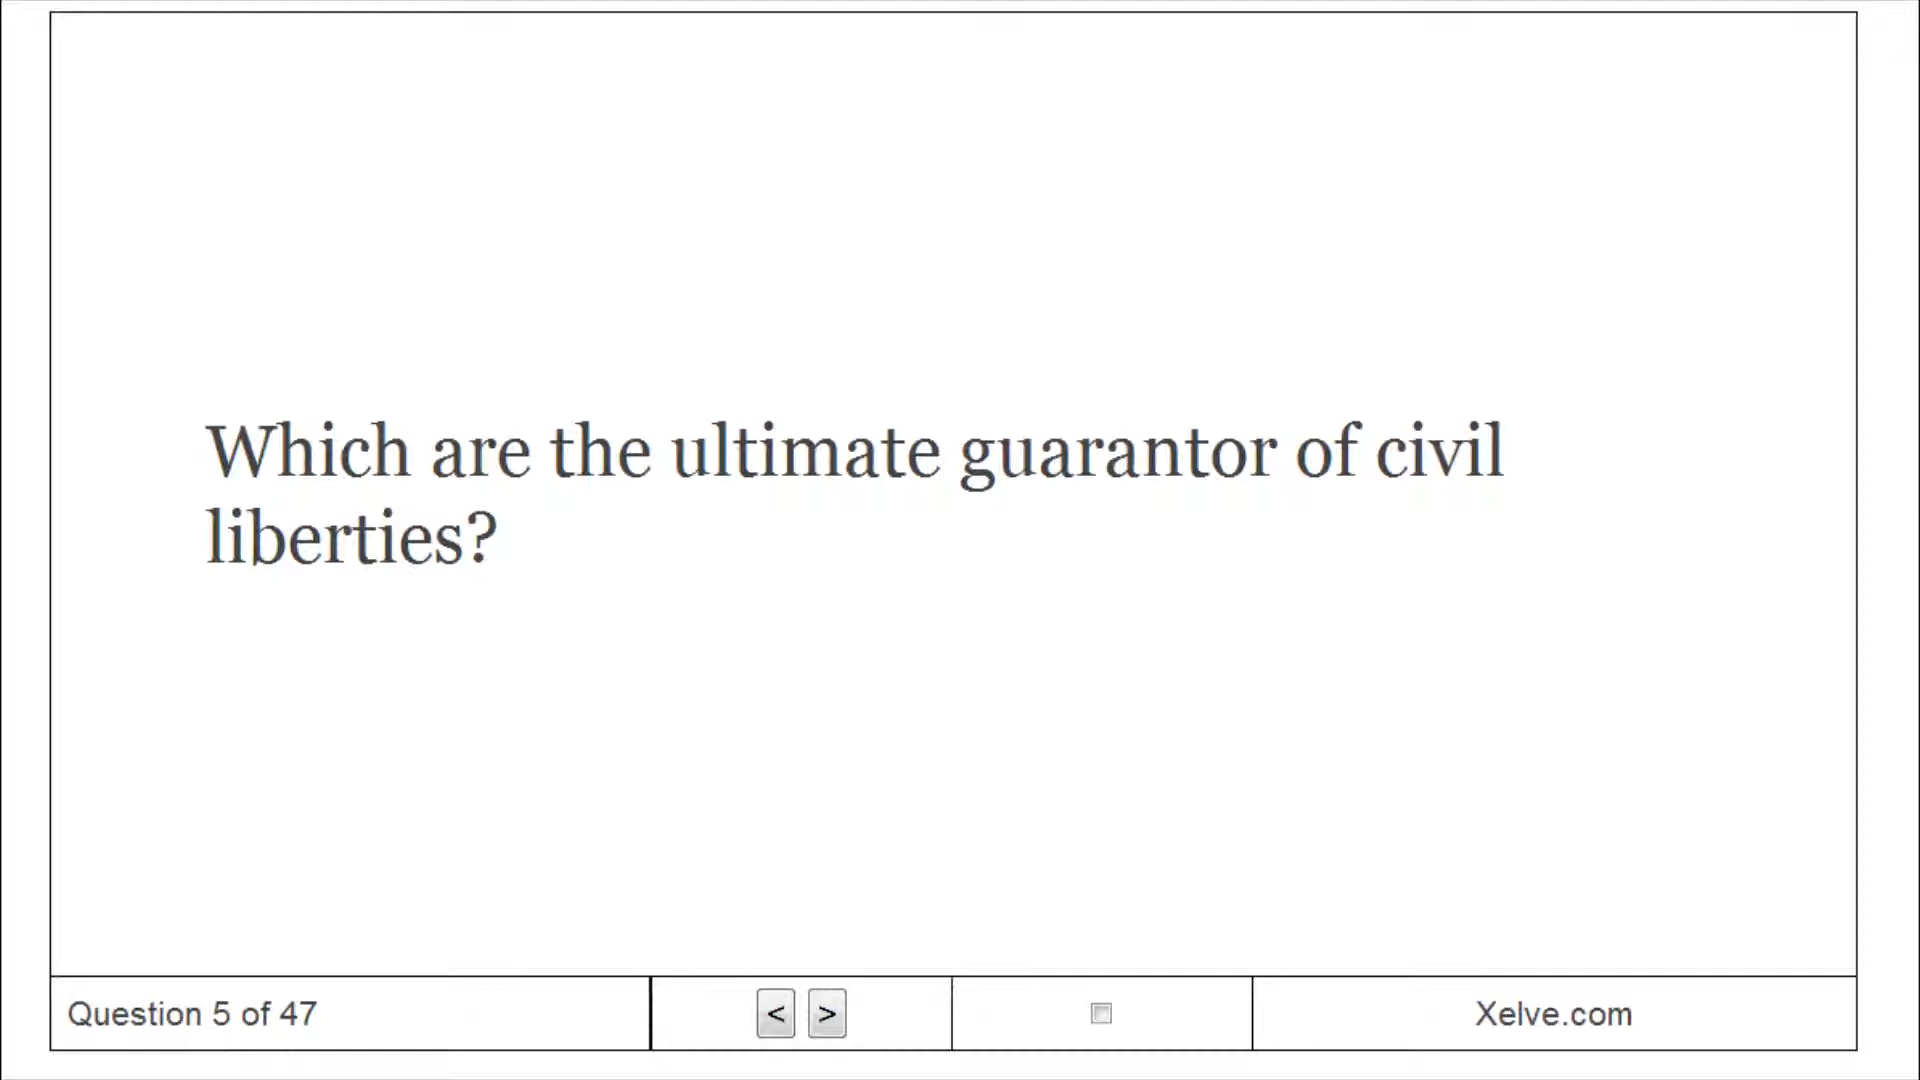 Which are the ultimate guarantor of civil
liberties?
Question 5 of 47
< >
Xelve.com